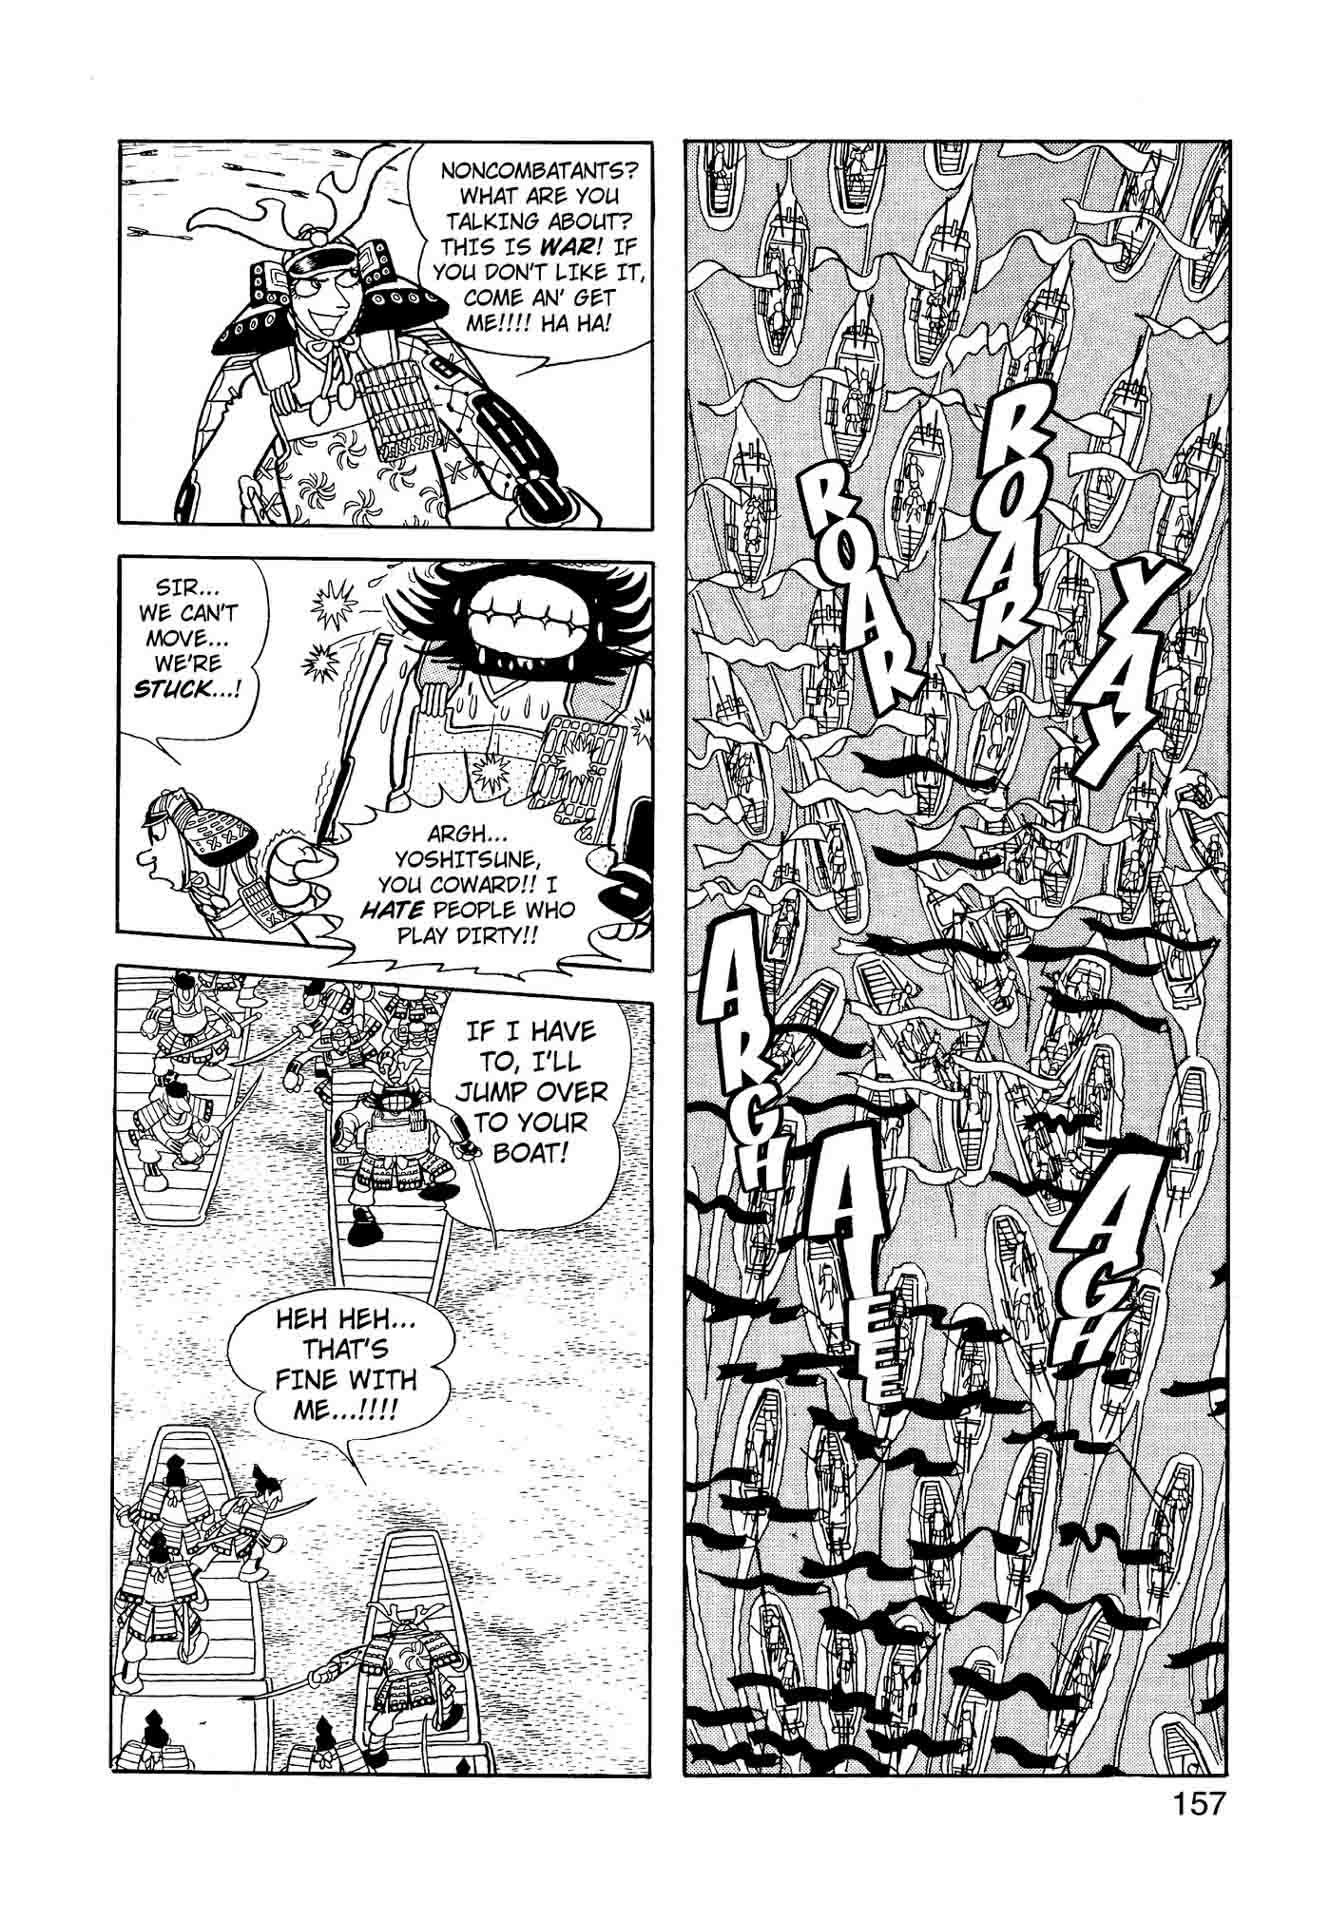 NONCOMBATANTS?
WHAT ARE YOU
TALKING ABOUT?
THIS IS WAR! IF
YOU DON'T LIKE IT,
COME AN' GET
ME!!!! HA HA!
SIR...
WE CAN'T
MOVE...
WE'RE
STUCK...!
ARGH...
YOSHITSUNE,
YOU COWARD!! I
HATE PEOPLE WHO
PLAY DIRTY!!
IF I HAVE
TO, I'LL
JUMP OVER
TO YOUR
BOAT!
HEH HEH...
THAT'S
FINE WITH
ME...!!!!
ROAR
ROAR
YAY
ARGH
AIEEEE
AGH
157